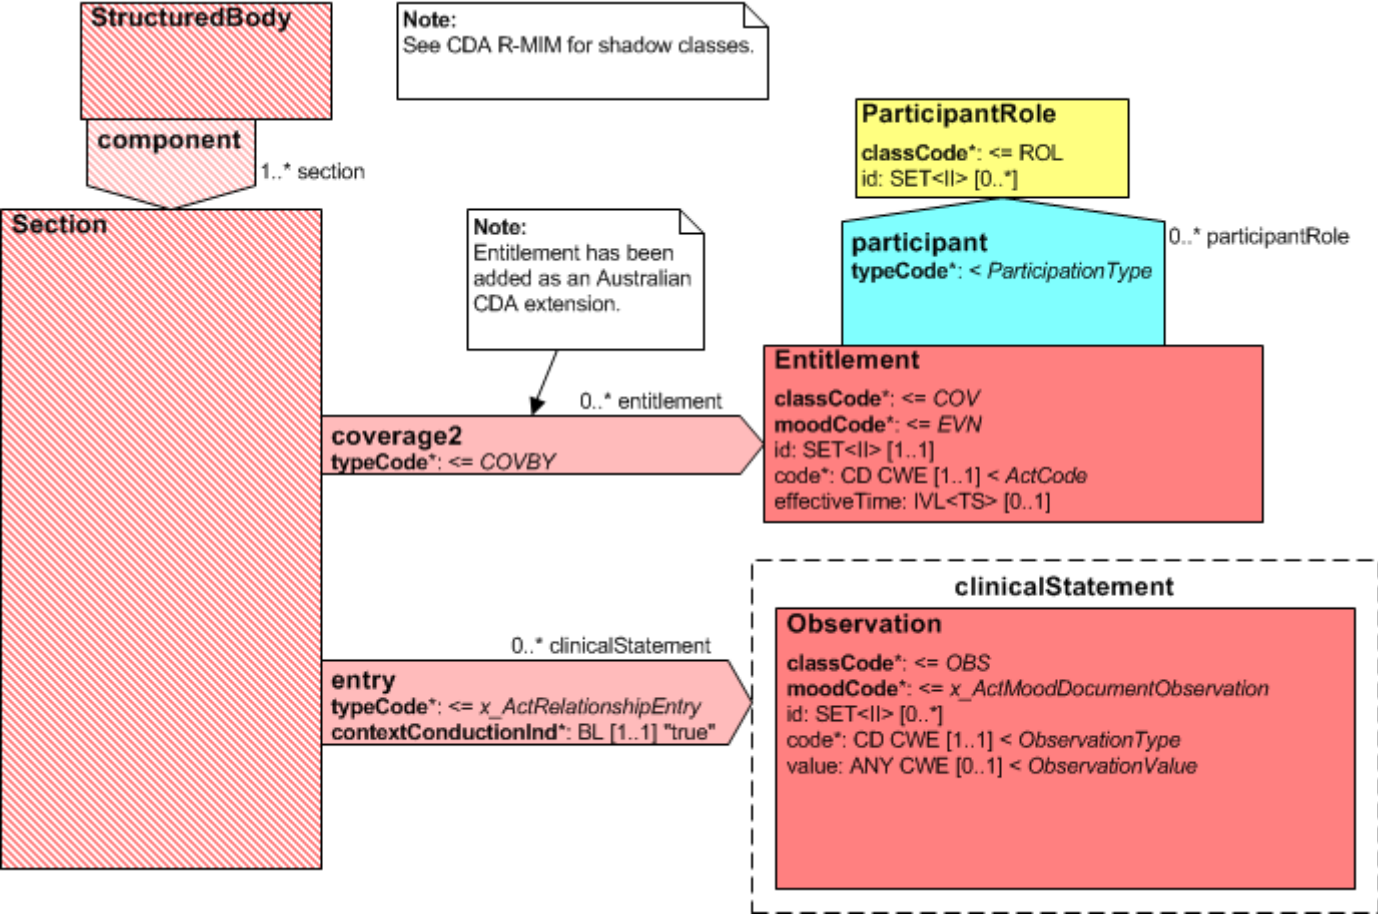 StructuredBody
Note:
See CDA R-MIM for shadow classes.
component
1..* section
ParticipantRole
classCode*: <= ROL
id: SET<II> [0..*]
Section
Note:
Entitlement has been
added as an Australian
CDA extension.
participant
typeCode*: < ParticipationType
0..* participantRole
Entitlement
classCode*: <= COV
moodCode*: <= EVN
id: SET<II> [1..1]
code*: CD CWE [1..1] < ActCode
effectiveTime: IVL<TS> [0..1]
0..* entitlement
coverage2
typeCode*: <= COVBY
clinicalStatement
Observation
classCode*: <= OBS
moodCode*: <= x_ActMoodDocumentObservation
id: SET<II> [0..*]
code*: CD CWE [1..1] < ObservationType
value: ANY CWE [0..1] < ObservationValue
0..* clinicalStatement
entry
typeCode*: <= x_ActRelationshipEntry
contextConductionInd*: BL [1..1] "true"